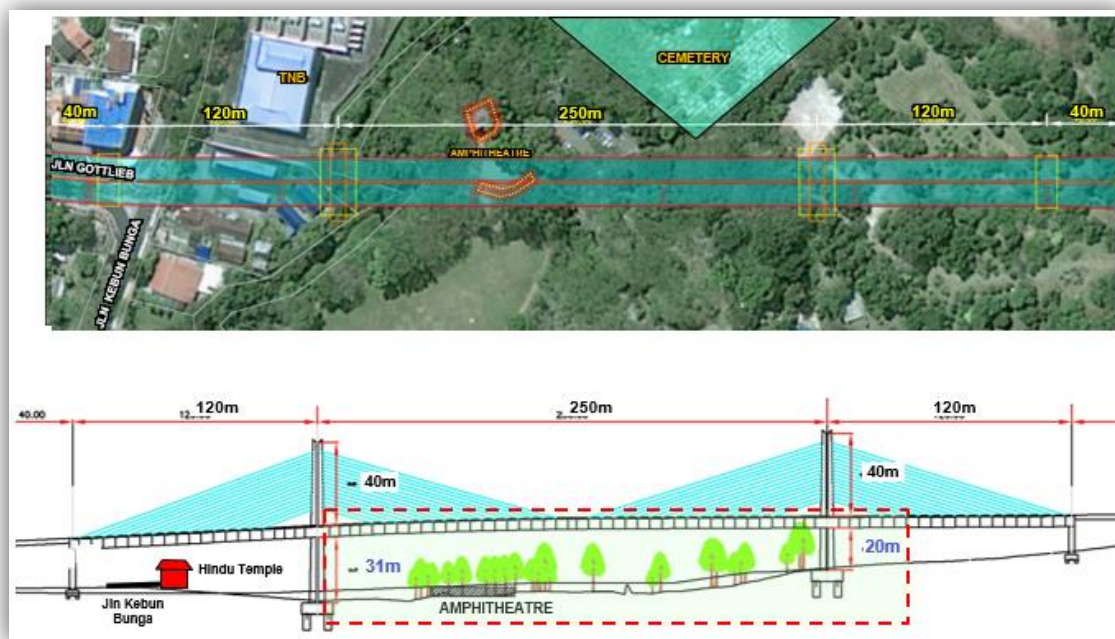 CEMETERY
TNB
40m
120m
250m
120m
40m
AMPHITHEATRE
JLN GOTTLIEB
JLN KEBUN BUNGA
120m
250m
120m
40.00
40m
40m
31m
20m
Hindu Temple
Jln Kebun
Bunga
AMPHITHEATRE